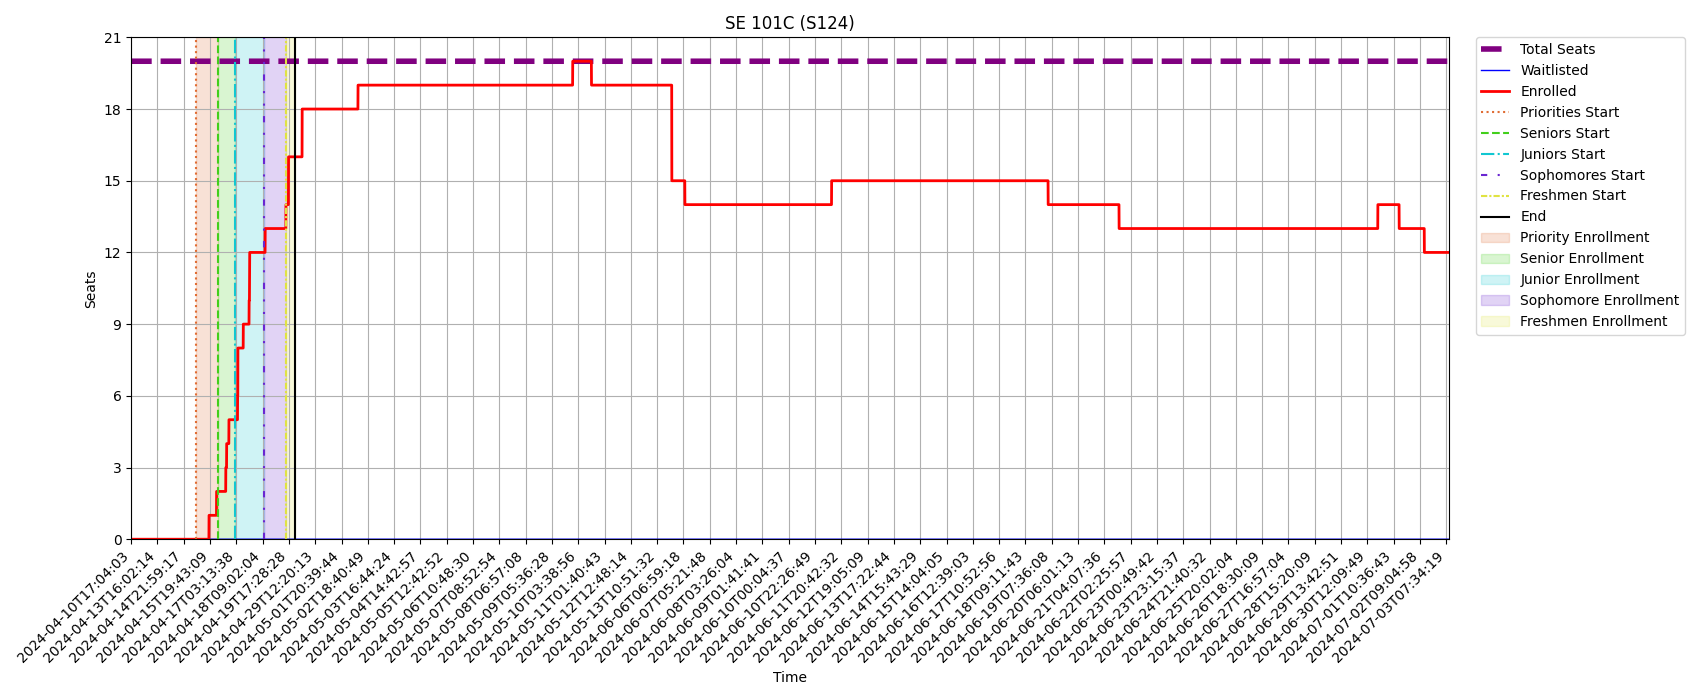 SE 101C (S124)
21
18
15
12
9
6
3
0
Seats
2024-04-10T17:04:03
2024-04-13T16:02:14
2024-04-14T21:59:17
2024-04-15T19:43:09
2024-04-17T03:13:38
2024-04-18T09:02:04
2024-04-19T17:28:28
2024-04-29T12:20:13
2024-05-01T20:39:44
2024-05-02T18:40:49
2024-05-03T16:44:24
2024-05-04T14:42:57
2024-05-05T12:42:52
2024-05-06T10:48:30
2024-05-07T08:52:54
2024-05-08T06:57:08
2024-05-09T05:36:28
2024-05-10T03:38:56
2024-05-11T01:40:43
2024-05-12T12:48:14
2024-05-13T10:51:32
2024-06-06T06:59:18
2024-06-07T05:21:48
2024-06-08T03:26:04
2024-06-09T01:41:41
2024-06-10T00:04:37
2024-06-10T22:26:49
2024-06-11T20:42:32
2024-06-12T19:05:09
2024-06-13T17:22:44
2024-06-14T15:43:29
2024-06-15T14:04:05
2024-06-16T12:39:03
2024-06-17T10:52:56
2024-06-18T09:11:43
2024-06-19T07:36:08
2024-06-20T06:01:13
2024-06-21T04:07:36
2024-06-22T02:25:57
2024-06-23T00:49:42
2024-06-23T23:15:37
2024-06-24T21:40:32
2024-06-25T20:02:04
2024-06-26T18:30:09
2024-06-27T16:57:04
2024-06-28T15:20:09
2024-06-29T13:42:51
2024-06-30T12:09:49
2024-07-01T10:36:43
2024-07-02T09:04:58
2024-07-03T07:34:19
Time
Total Seats
Waitlisted
Enrolled
Priorities Start
Seniors Start
Juniors Start
Sophomores Start
Freshmen Start
End
Priority Enrollment
Senior Enrollment
Junior Enrollment
Sophomore Enrollment
Freshmen Enrollment